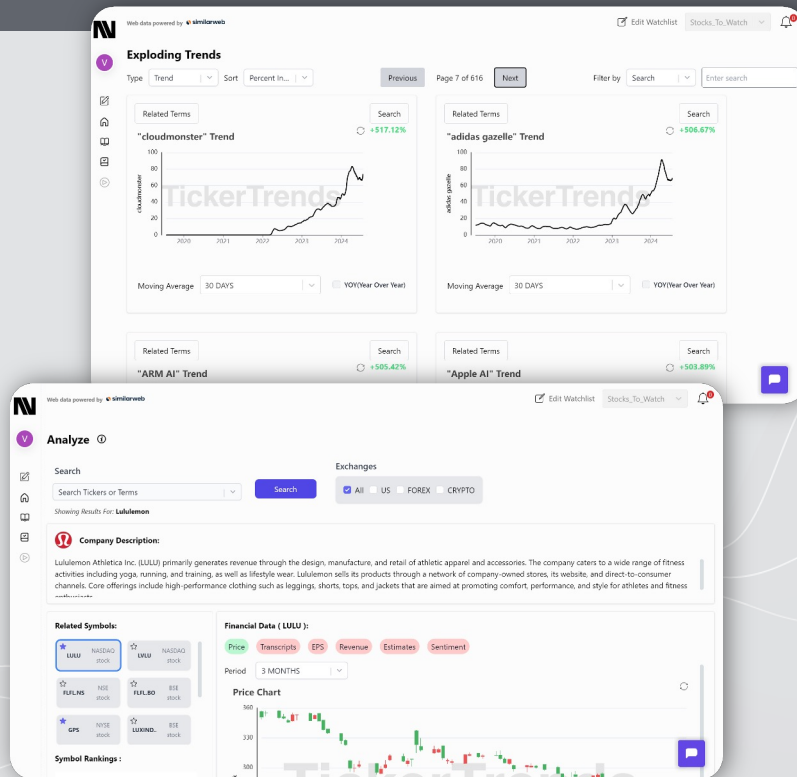 Web data powered by similarweb
Edit Watchlist
Stocks_To_Watch
0
V
Exploding Trends
Type
Trend
Sort
Percent In...
Previous
Page 7 of 616
Next
Filter by
Search
Enter search
Related Terms
Search
"cloudmonster" Trend
+517.12%
100
80
60
40
20
0
cloudmonster
TickerTrends
2020
2021
2022
2023
2024
Moving Average
30 DAYS
YOY(Year Over Year)
Related Terms
Search
"adidas gazelle" Trend
+506.67%
100
80
60
40
20
0
adidas gazelle
TickerTrends
2020
2021
2022
2023
2024
Moving Average
30 DAYS
YOY(Year Over Year)
Related Terms
Search
"ARM AI" Trend
+505.42%
Related Terms
Search
"Apple AI" Trend
+503.89%
Web data powered by similarweb
Edit Watchlist
Stocks_To_Watch
0
V
Analyze
Search
Search Tickers or Terms
Search
Exchanges
All
US
FOREX
CRYPTO
Showing Results For: Lululemon
Company Description:
Lululemon Athletica Inc. (LULU) primarily generates revenue through the design, manufacture, and retail of athletic apparel and accessories. The company caters to a wide range of fitness
activities including yoga, running, and training, as well as lifestyle wear. Lululemon sells its products through a network of company-owned stores, its website, and direct-to-consumer
channels. Core offerings include high-performance clothing such as leggings, shorts, tops, and jackets that are aimed at promoting comfort, performance, and style for athletes and fitness
enthusiasts
Related Symbols:
LULU
NASDAQ
stock
LVLU
NASDAQ
stock
FLFL.NS
NSE
stock
FLFL.BO
BSE
stock
GPS
NYSE
stock
LUXIND..
BSE
stock
Symbol Rankings :
Financial Data ( LULU ):
Price
Transcripts
EPS
Revenue
Estimates
Sentiment
Period
3 MONTHS
Price Chart
360
330
300
TickerTrends